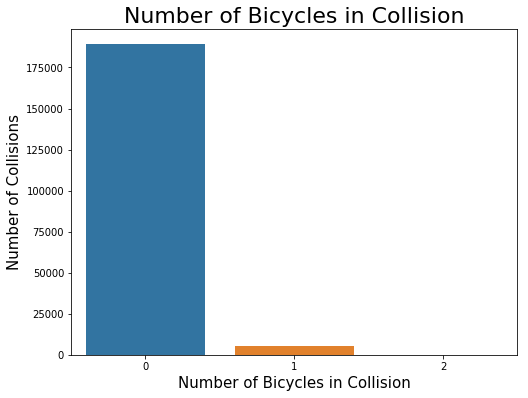 Number of Bicycles in Collision
Number of Collisions
175000
150000
125000
100000
75000
50000
25000
0
0 1 2
Number of Bicycles in Collision